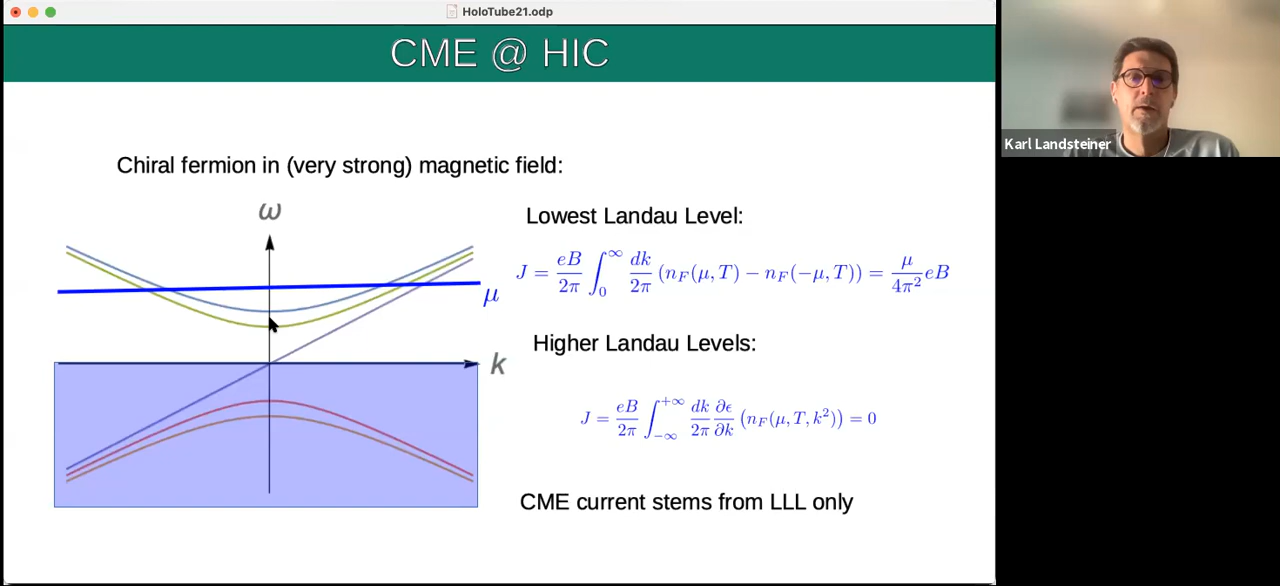 HoloTube21.odp
CME @ HIC
Karl Landsteiner
Chiral fermion in (very strong) magnetic field:
ω
Lowest Landau Level:
J = eB/2π ∫₀^∞ dk/2π (n_F(μ, T) − n_F(−μ, T)) = μ/4π² eB
μ
Higher Landau Levels:
k
J = eB/2π ∫_{−∞}^{+∞} dk/2π ∂ϵ/∂k (n_F(μ, T, k²)) = 0
CME current stems from LLL only